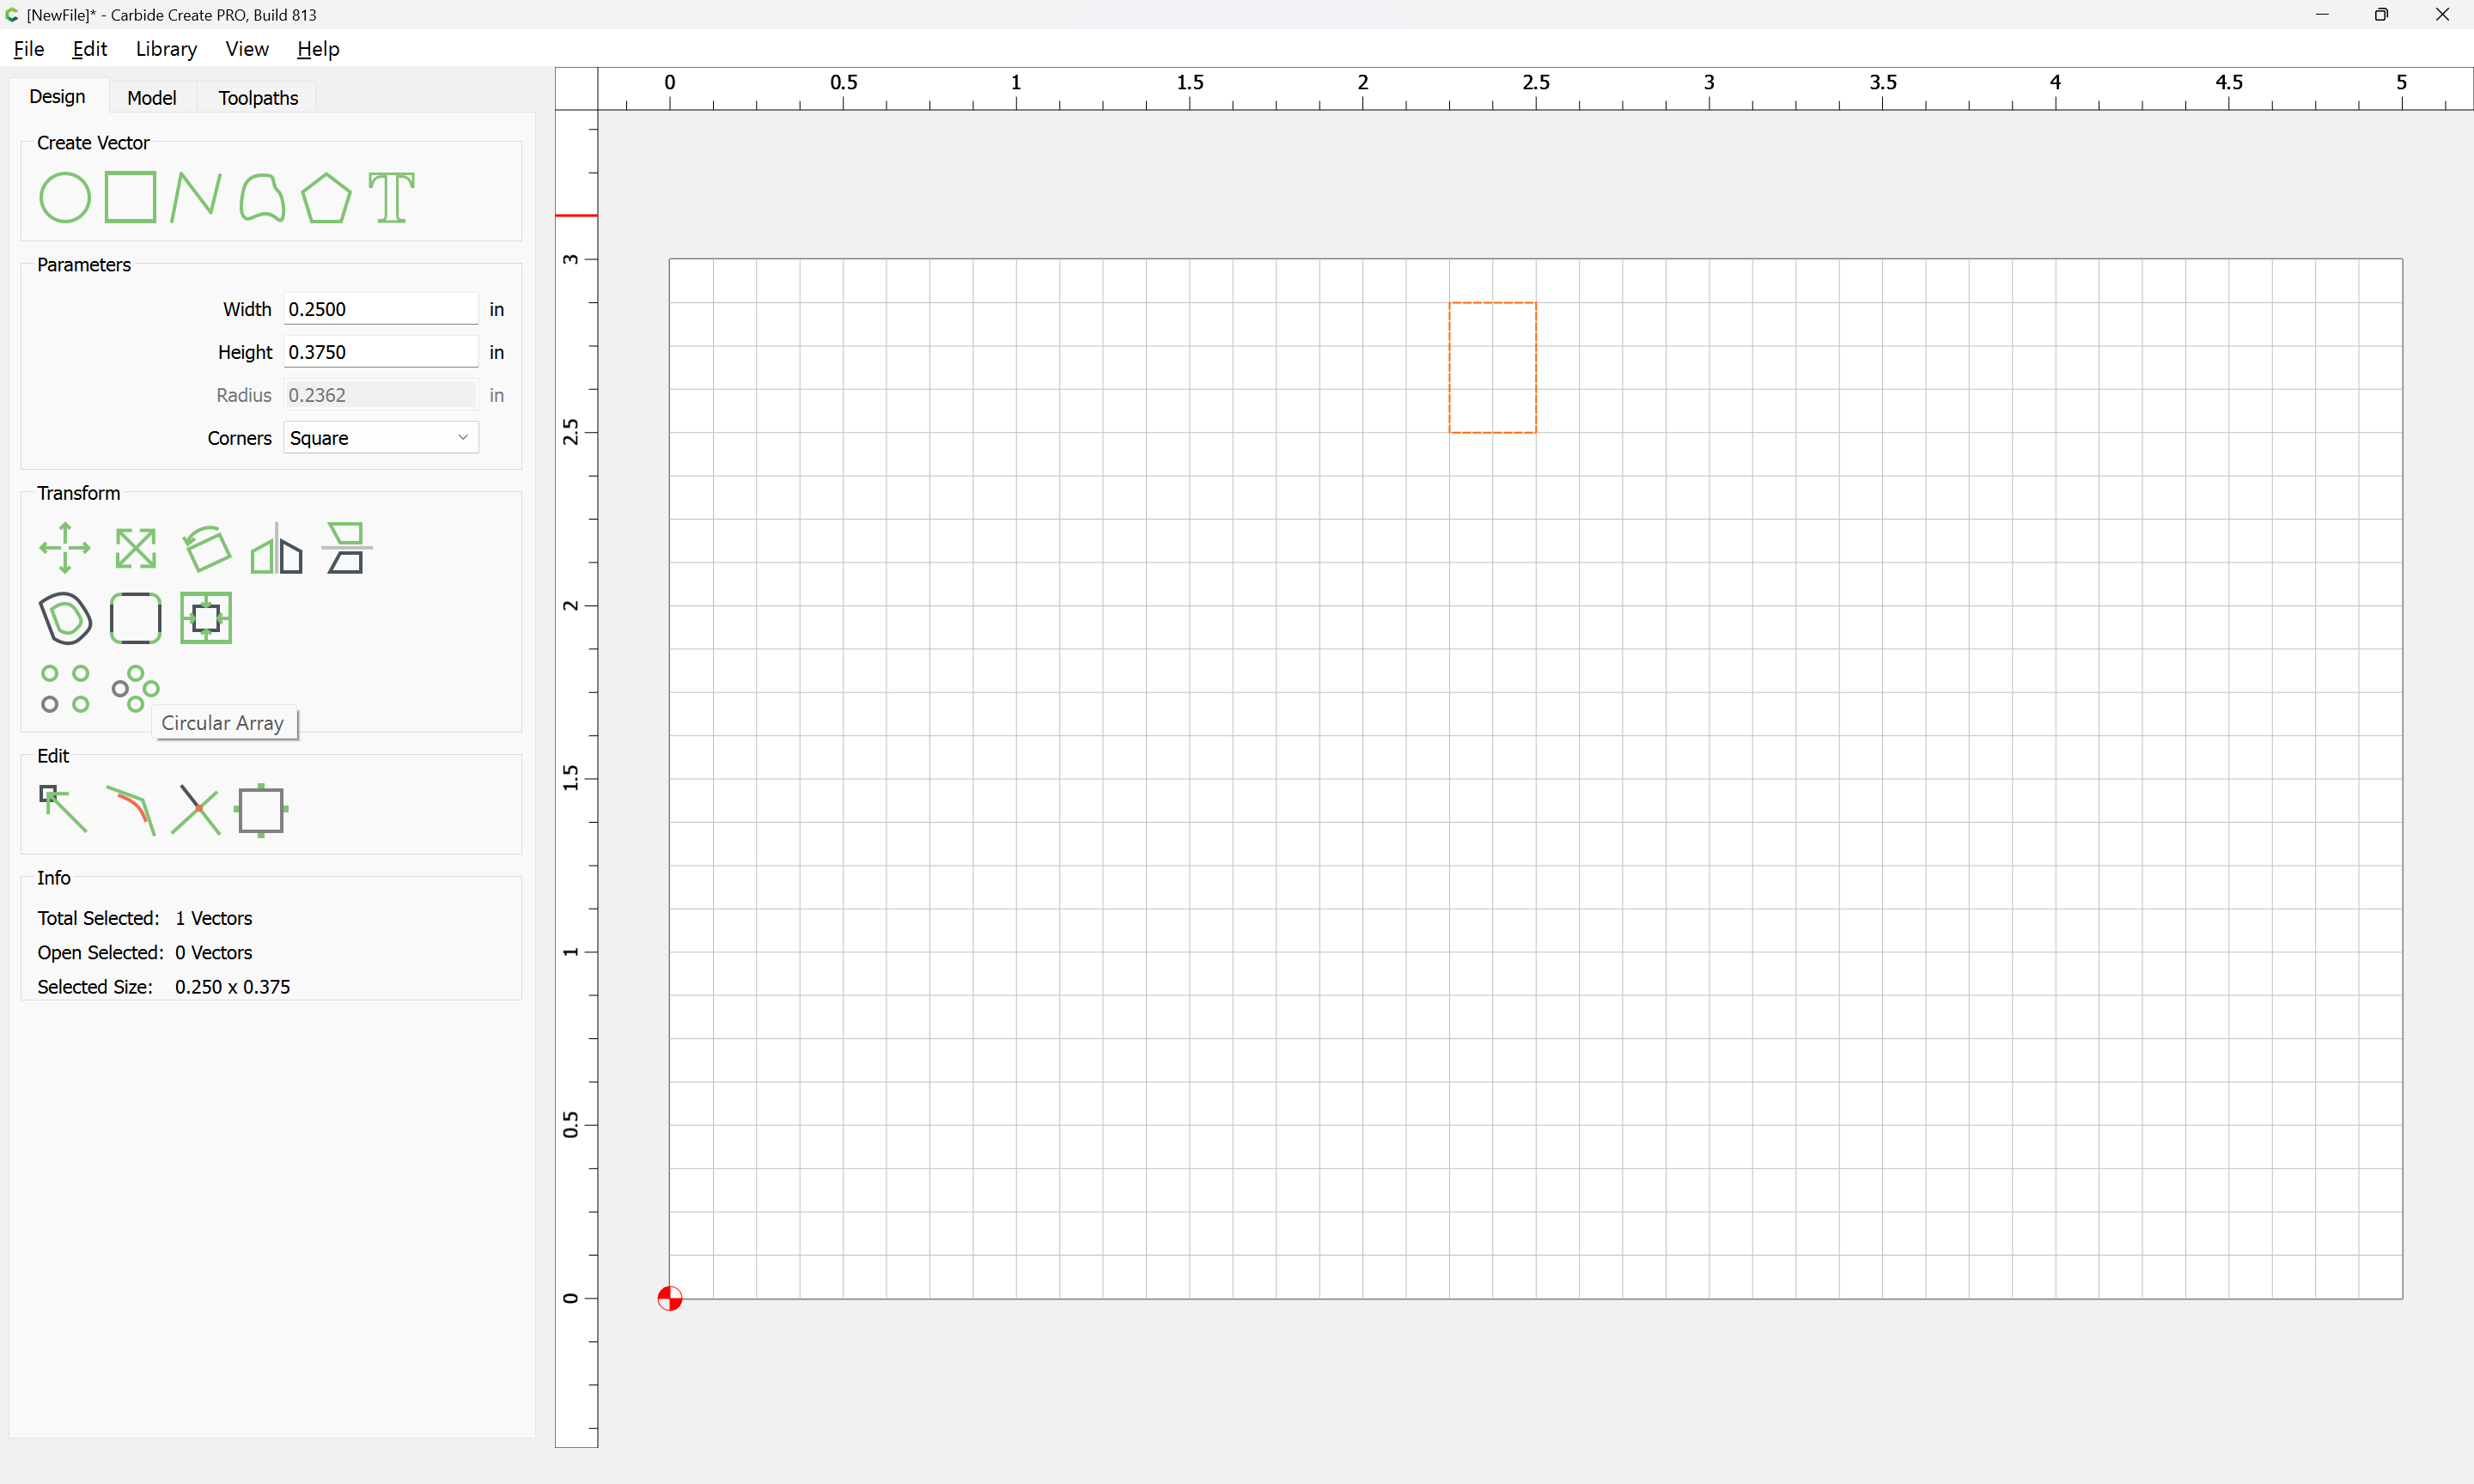 [NewFile]* - Carbide Create PRO, Build 813
File Edit Library View Help
Design Model Toolpaths
Create Vector
Parameters
Width 0.2500 in
Height 0.3750 in
Radius 0.2362 in
Corners Square
Transform
Circular Array
Edit
Info
Total Selected: 1 Vectors
Open Selected: 0 Vectors
Selected Size: 0.250 x 0.375
0 0.5 1 1.5 2 2.5 3 3.5 4 4.5 5
3
2.5
2
1.5
1
0.5
0